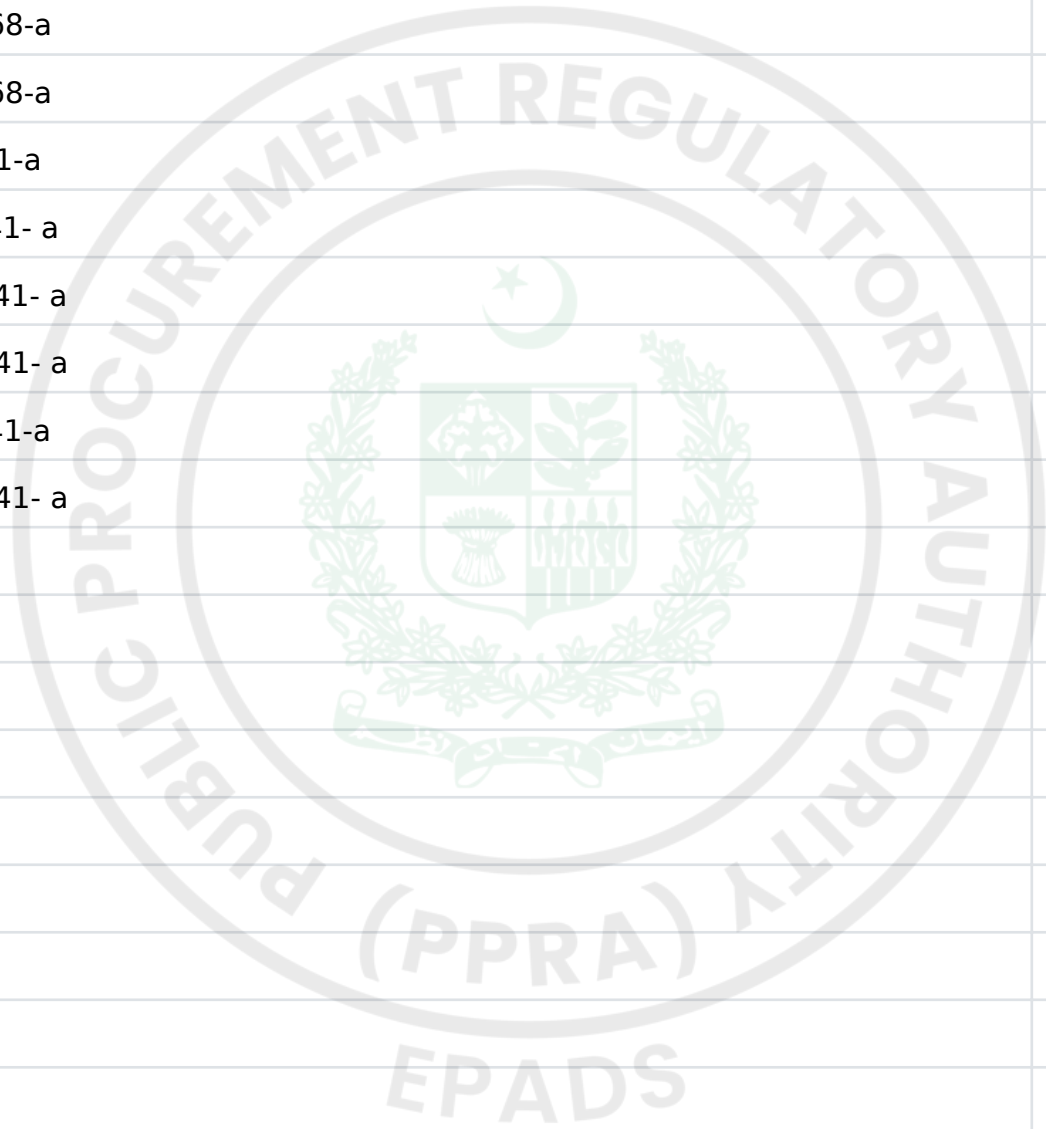 68-a
68-a
1-a
41- a
41- a
41- a
41-a
41- a
PUBLIC PROCUREMENT REGULATORY AUTHORITY
(PPRA)
EPADS